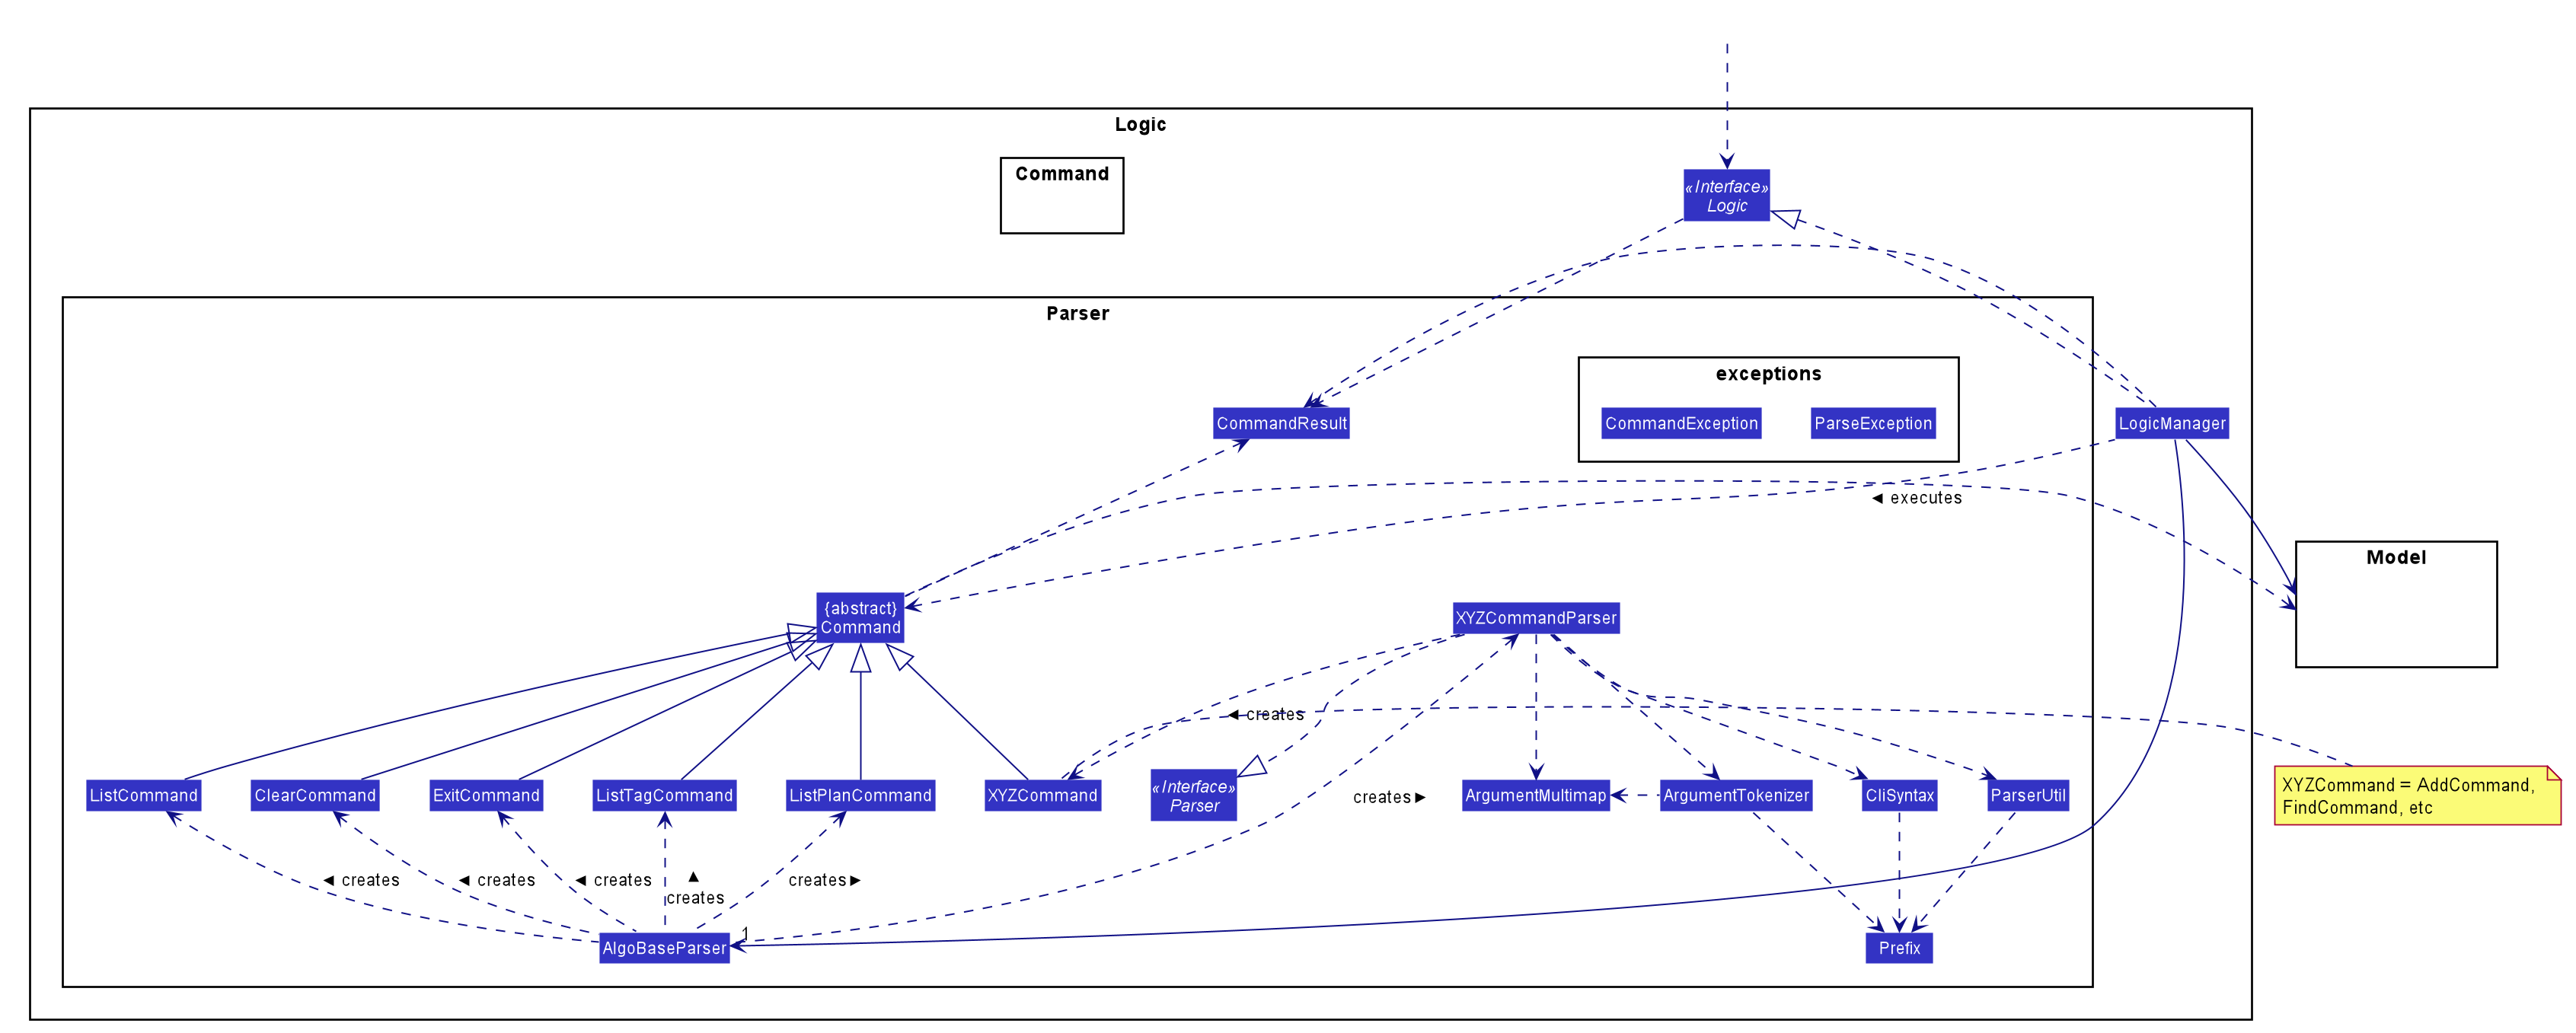 Logic
Command
«Interface»
Logic
Parser
exceptions
CommandResult
CommandException
ParseException
LogicManager
◄ executes
Model
{abstract}
Command
XYZCommandParser
◄ creates
ListCommand
ClearCommand
ExitCommand
ListTagCommand
ListPlanCommand
XYZCommand
«Interface»
Parser
creates ►
ArgumentMultimap
ArgumentTokenizer
CliSyntax
ParserUtil
XYZCommand = AddCommand,
FindCommand, etc
◄ creates
◄ creates
◄ creates
▲
creates
creates ►
1
AlgoBaseParser
Prefix